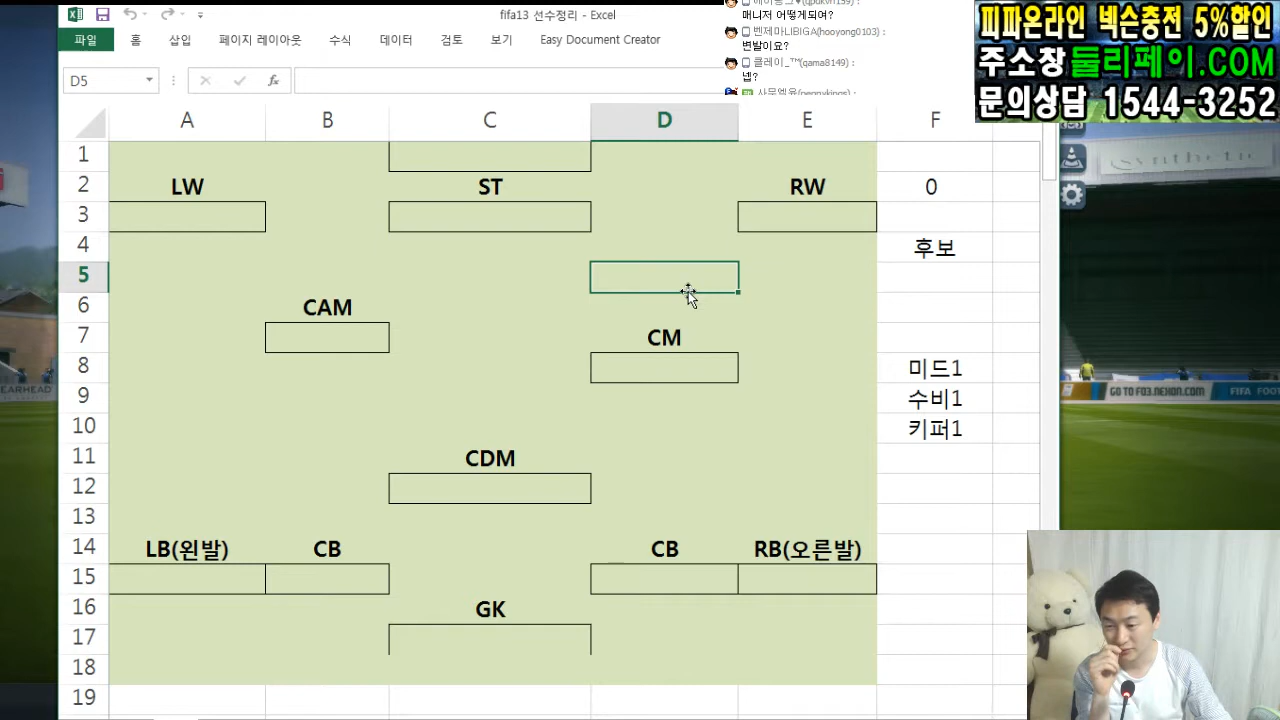 fifa13 선수정리 - Excel
매니저 어떻게되여?
벤제마LIBIGA(hooyong0103) :
변발이요?
클레이_™(qama8149) :
넵?
피파온라인 넥슨충전 5%할인
주소창둘리페이.COM
문의상담 1544-3252
파일 홈 삽입 페이지 레이아웃 수식 데이터 검토 보기 Easy Document Creator
D5 fx
A B C D E F
1
2 LW ST RW 0
3
4 후보
5
6 CAM
7 CM
8 미드1
9 수비1
10 키퍼1
11 CDM
12
13
14 LB(왼발) CB CB RB(오른발)
15
16 GK
17
18
19
EARHEAD
GO TO FO3.NEXON.COM
FIFA FOOT